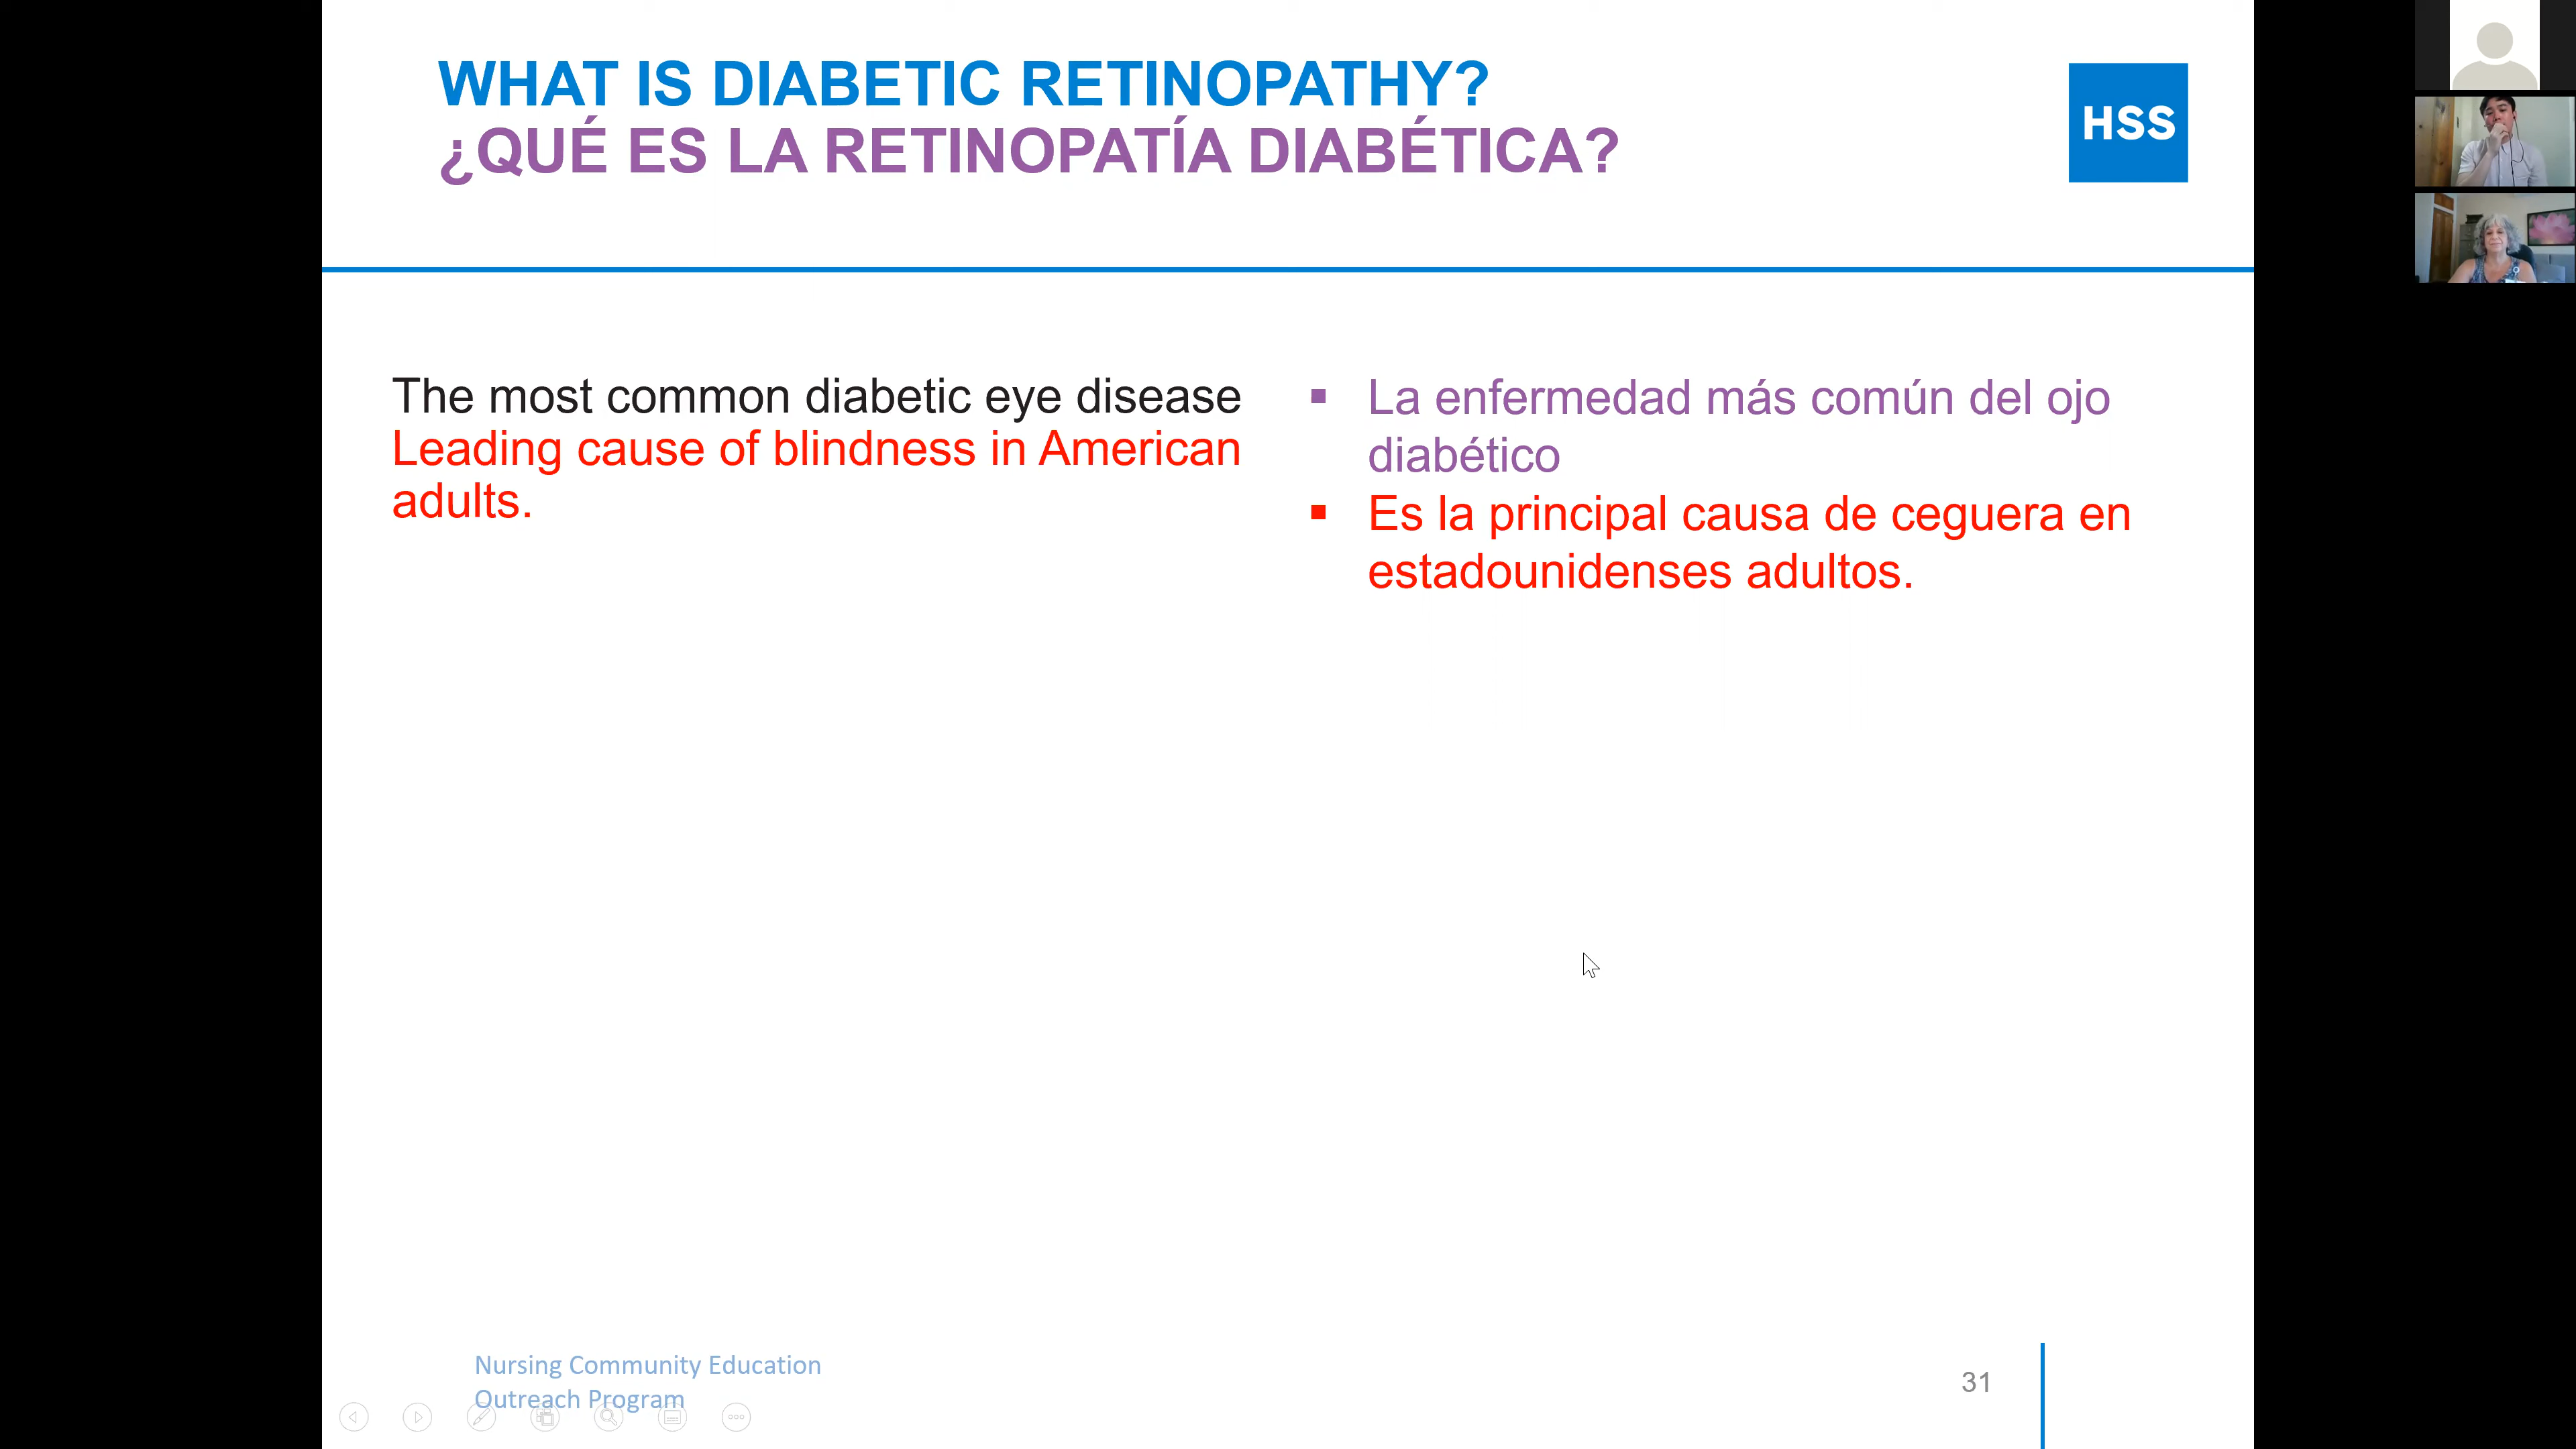 WHAT IS DIABETIC RETINOPATHY?
¿QUÉ ES LA RETINOPATÍA DIABÉTICA?
HSS
The most common diabetic eye disease
Leading cause of blindness in American
adults.
▪ La enfermedad más común del ojo
diabético
▪ Es la principal causa de ceguera en
estadounidenses adultos.
Nursing Community Education
Outreach Program
31